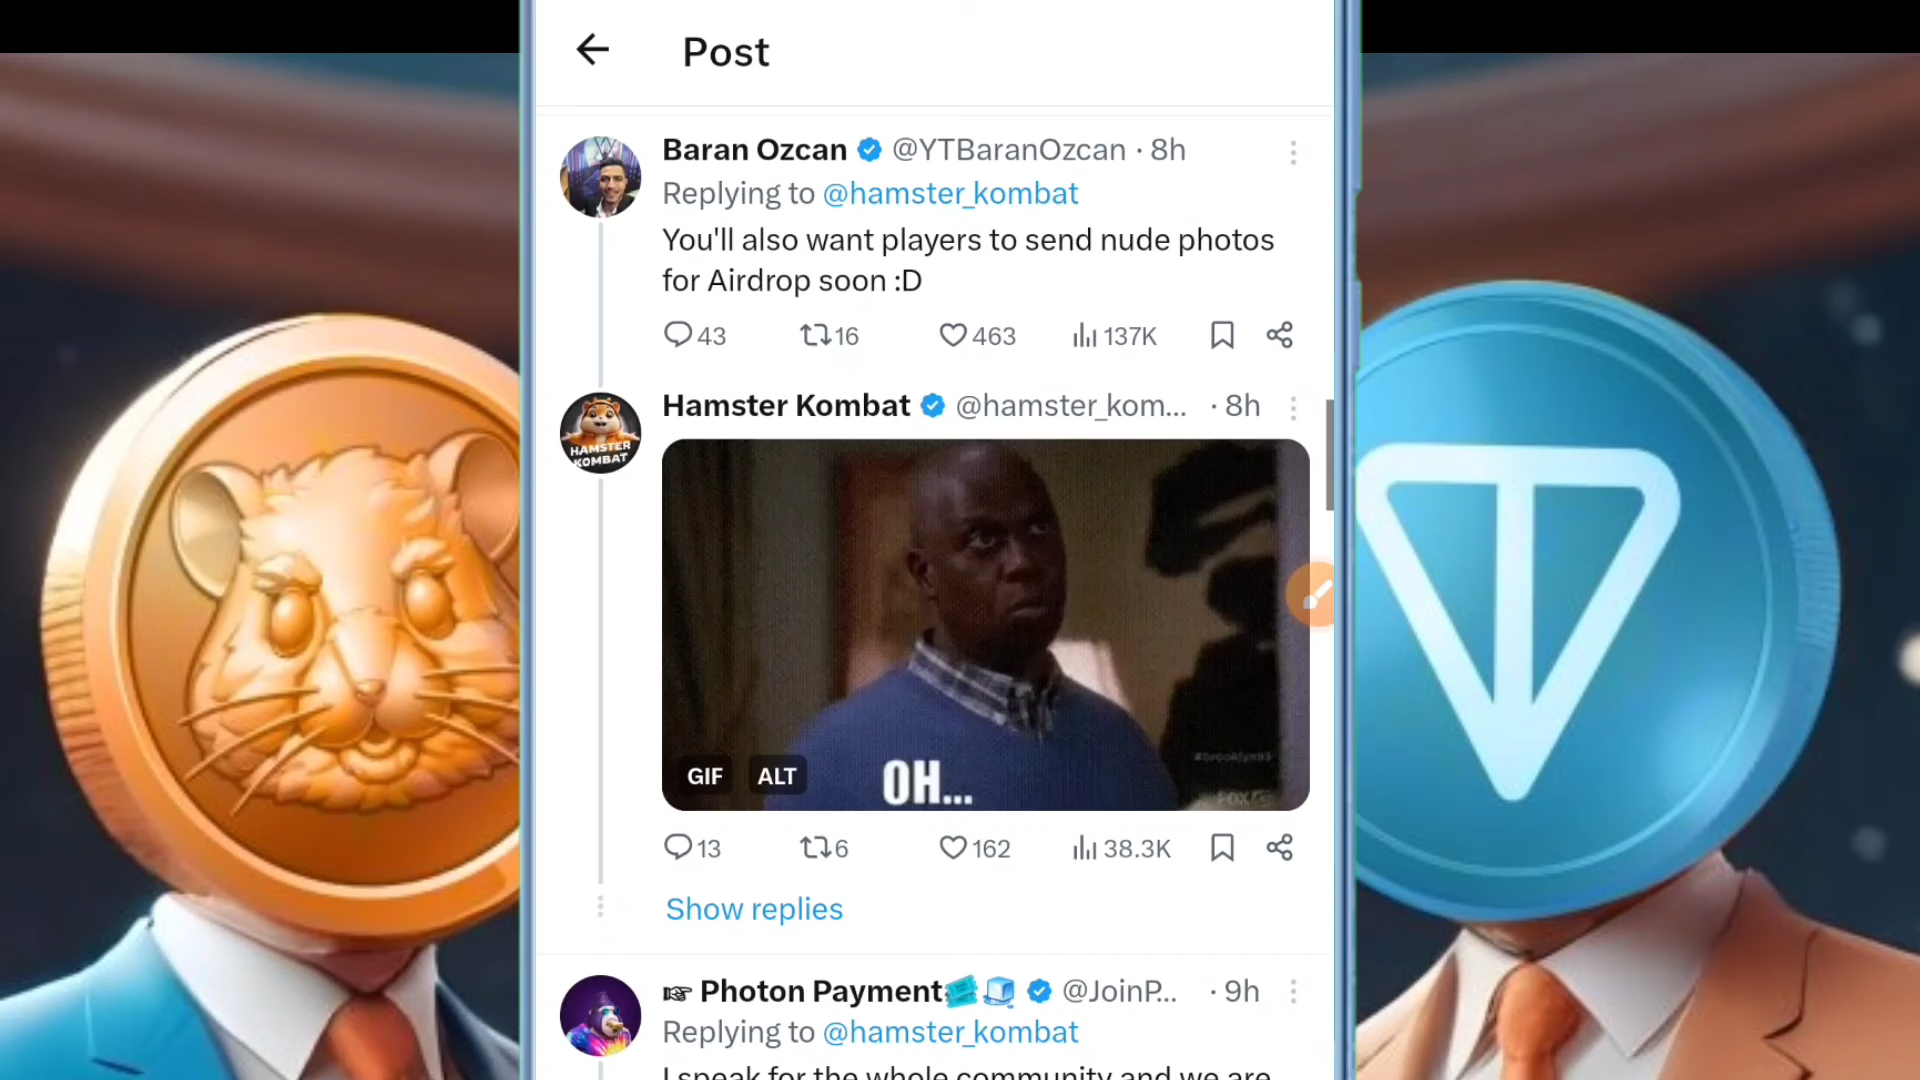 Post
Baran Ozcan @YTBaranOzcan · 8h
Replying to @hamster_kombat
You'll also want players to send nude photos
for Airdrop soon :D
43 16 463 137K
Hamster Kombat @hamster_kom... · 8h
HAMSTER
KOMBAT
#brooklyn99
GIF ALT OH...
FOX
13 6 162 38.3K
Show replies
Photon Payment @JoinP... · 9h
Replying to @hamster_kombat
I speak for the whole community and we are